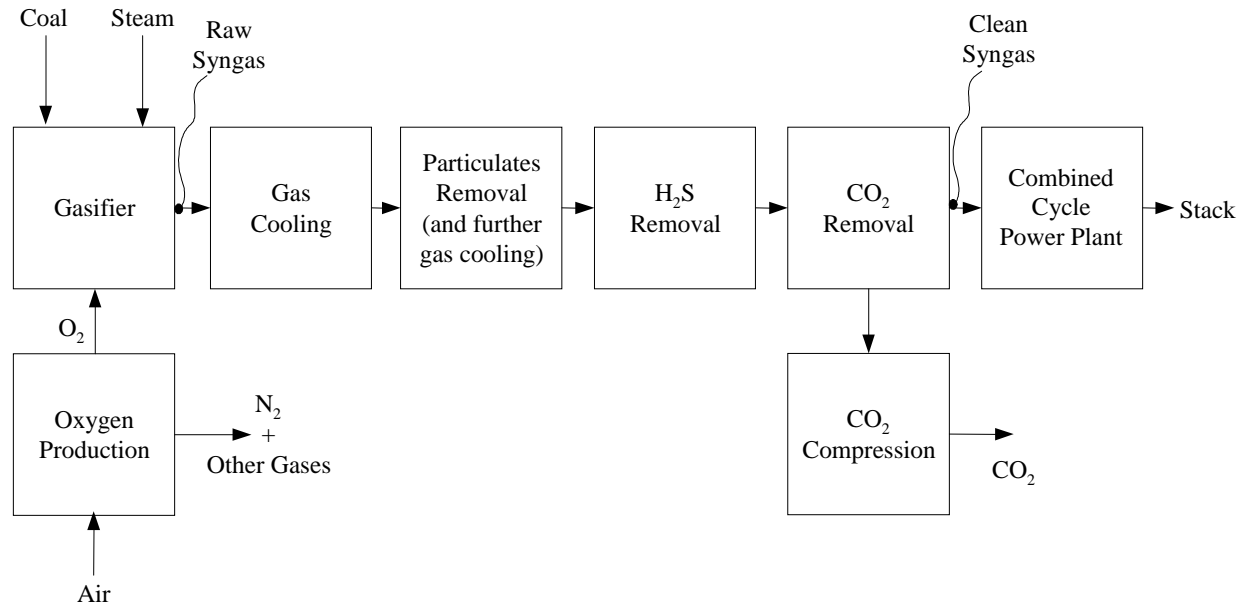 Coal
Steam
Raw
Syngas
Clean
Syngas
Gasifier
Gas
Cooling
Particulates
Removal
(and further
gas cooling)
H₂S
Removal
CO₂
Removal
Combined
Cycle
Power Plant
Stack
O₂
Oxygen
Production
N₂
+
Other Gases
CO₂
Compression
CO₂
Air